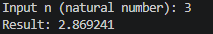 Input n (natural number): 3
Result: 2.869241